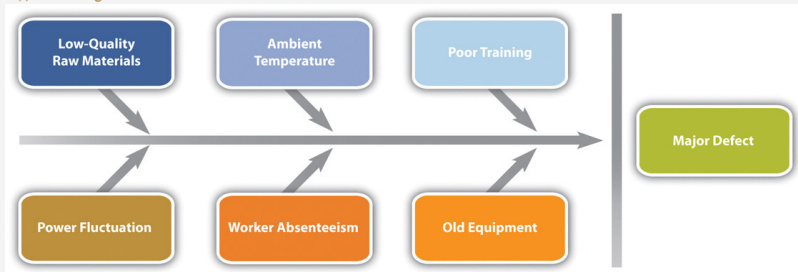 Low-Quality
Raw Materials
Ambient
Temperature
Poor Training
Major Defect
Power Fluctuation
Worker Absenteeism
Old Equipment